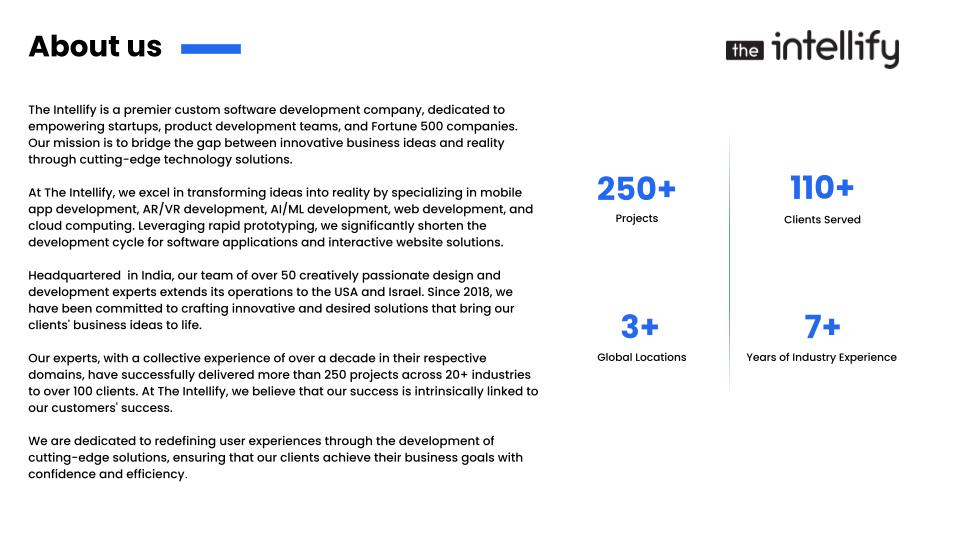 About us
the intellify
The Intellify is a premier custom software development company, dedicated to
empowering startups, product development teams, and Fortune 500 companies.
Our mission is to bridge the gap between innovative business ideas and reality
through cutting-edge technology solutions.
At The Intellify, we excel in transforming ideas into reality by specializing in mobile
app development, AR/VR development, AI/ML development, web development, and
cloud computing. Leveraging rapid prototyping, we significantly shorten the
development cycle for software applications and interactive website solutions.
Headquartered  in India, our team of over 50 creatively passionate design and
development experts extends its operations to the USA and Israel. Since 2018, we
have been committed to crafting innovative and desired solutions that bring our
clients' business ideas to life.
Our experts, with a collective experience of over a decade in their respective
domains, have successfully delivered more than 250 projects across 20+ industries
to over 100 clients. At The Intellify, we believe that our success is intrinsically linked to
our customers' success.
We are dedicated to redefining user experiences through the development of
cutting-edge solutions, ensuring that our clients achieve their business goals with
confidence and efficiency.
250+
Projects
110+
Clients Served
3+
Global Locations
7+
Years of Industry Experience